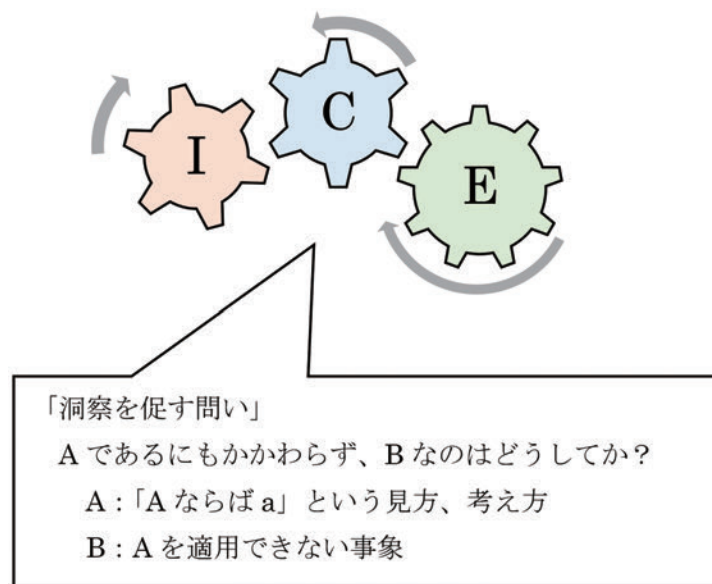 I
C
E
「洞察を促す問い」
Aであるにもかかわらず、Bなのはどうしてか？
A：「Aならばa」という見方、考え方
B：Aを適用できない事象